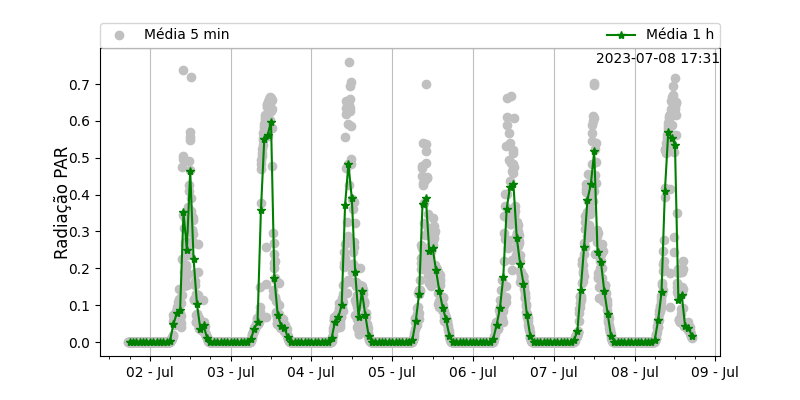 Média 5 min
Média 1 h
2023-07-08 17:31
Radiação PAR
0.7
0.6
0.5
0.4
0.3
0.2
0.1
0.0
02 - Jul
03 - Jul
04 - Jul
05 - Jul
06 - Jul
07 - Jul
08 - Jul
09 - Jul